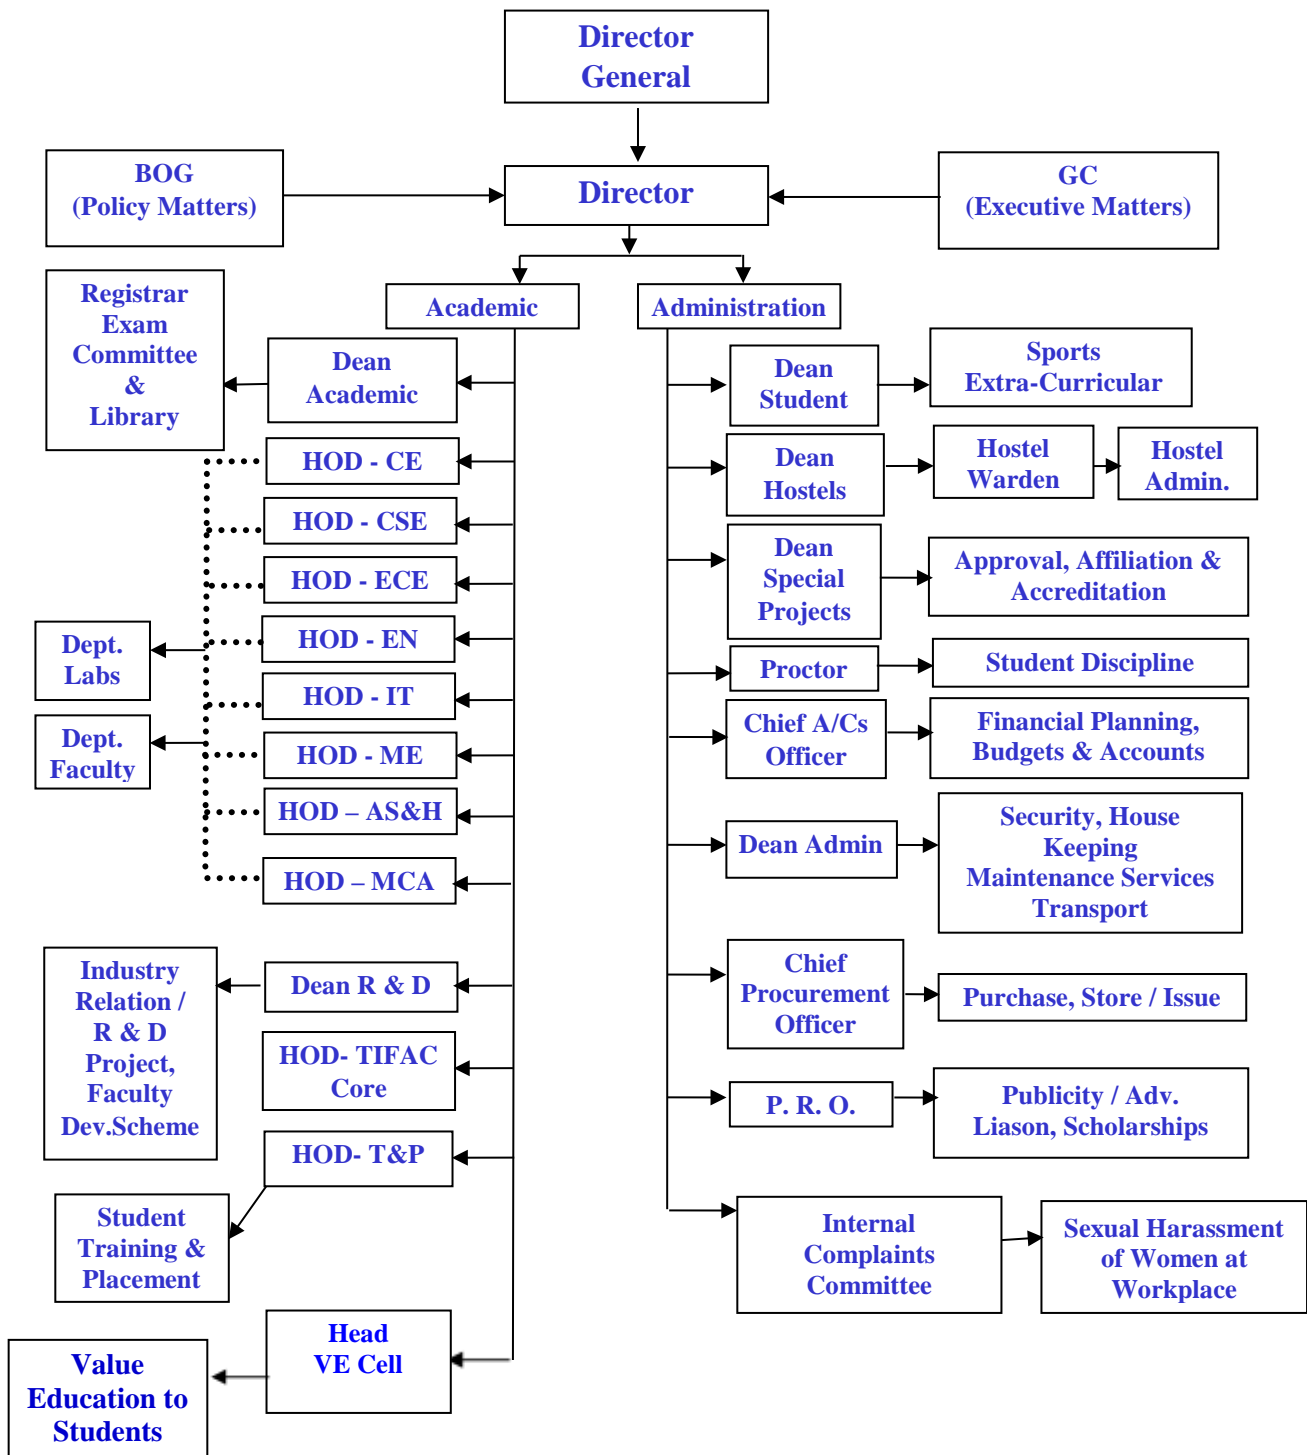 Director
General
BOG
(Policy Matters)
Director
GC
(Executive Matters)
Academic
Administration
Registrar
Exam
Committee
&
Library
Dean
Academic
HOD - CE
HOD - CSE
HOD - ECE
HOD - EN
HOD - IT
HOD - ME
HOD – AS&H
HOD – MCA
Dept.
Labs
Dept.
Faculty
Industry
Relation /
R & D
Project,
Faculty
Dev.Scheme
Dean R & D
HOD- TIFAC
Core
HOD- T&P
Student
Training &
Placement
Head
VE Cell
Value
Education to
Students
Dean
Student
Sports
Extra-Curricular
Dean
Hostels
Hostel
Warden
Hostel
Admin.
Dean
Special
Projects
Approval, Affiliation &
Accreditation
Proctor
Student Discipline
Chief A/Cs
Officer
Financial Planning,
Budgets & Accounts
Dean Admin
Security, House
Keeping
Maintenance Services
Transport
Chief
Procurement
Officer
Purchase, Store / Issue
P. R. O.
Publicity / Adv.
Liason, Scholarships
Internal
Complaints
Committee
Sexual Harassment
of Women at
Workplace